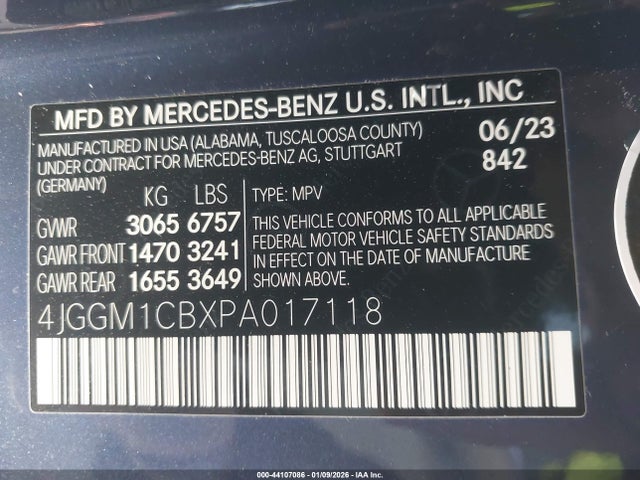 MFD BY MERCEDES-BENZ U.S. INTL., INC
MANUFACTURED IN USA (ALABAMA, TUSCALOOSA COUNTY) 06/23
UNDER CONTRACT FOR MERCEDES-BENZ AG, STUTTGART 842
(GERMANY)
KG LBS TYPE: MPV
GVWR 3065 6757 THIS VEHICLE CONFORMS TO ALL APPLICABLE
GAWR FRONT 1470 3241 FEDERAL MOTOR VEHICLE SAFETY STANDARDS
IN EFFECT ON THE DATE OF MANUFACTURE
GAWR REAR 1655 3649 SHOWN ABOVE.
4JGGM1CBXPA017118
000-44107086 - 01/09/2026 - IAA Inc.